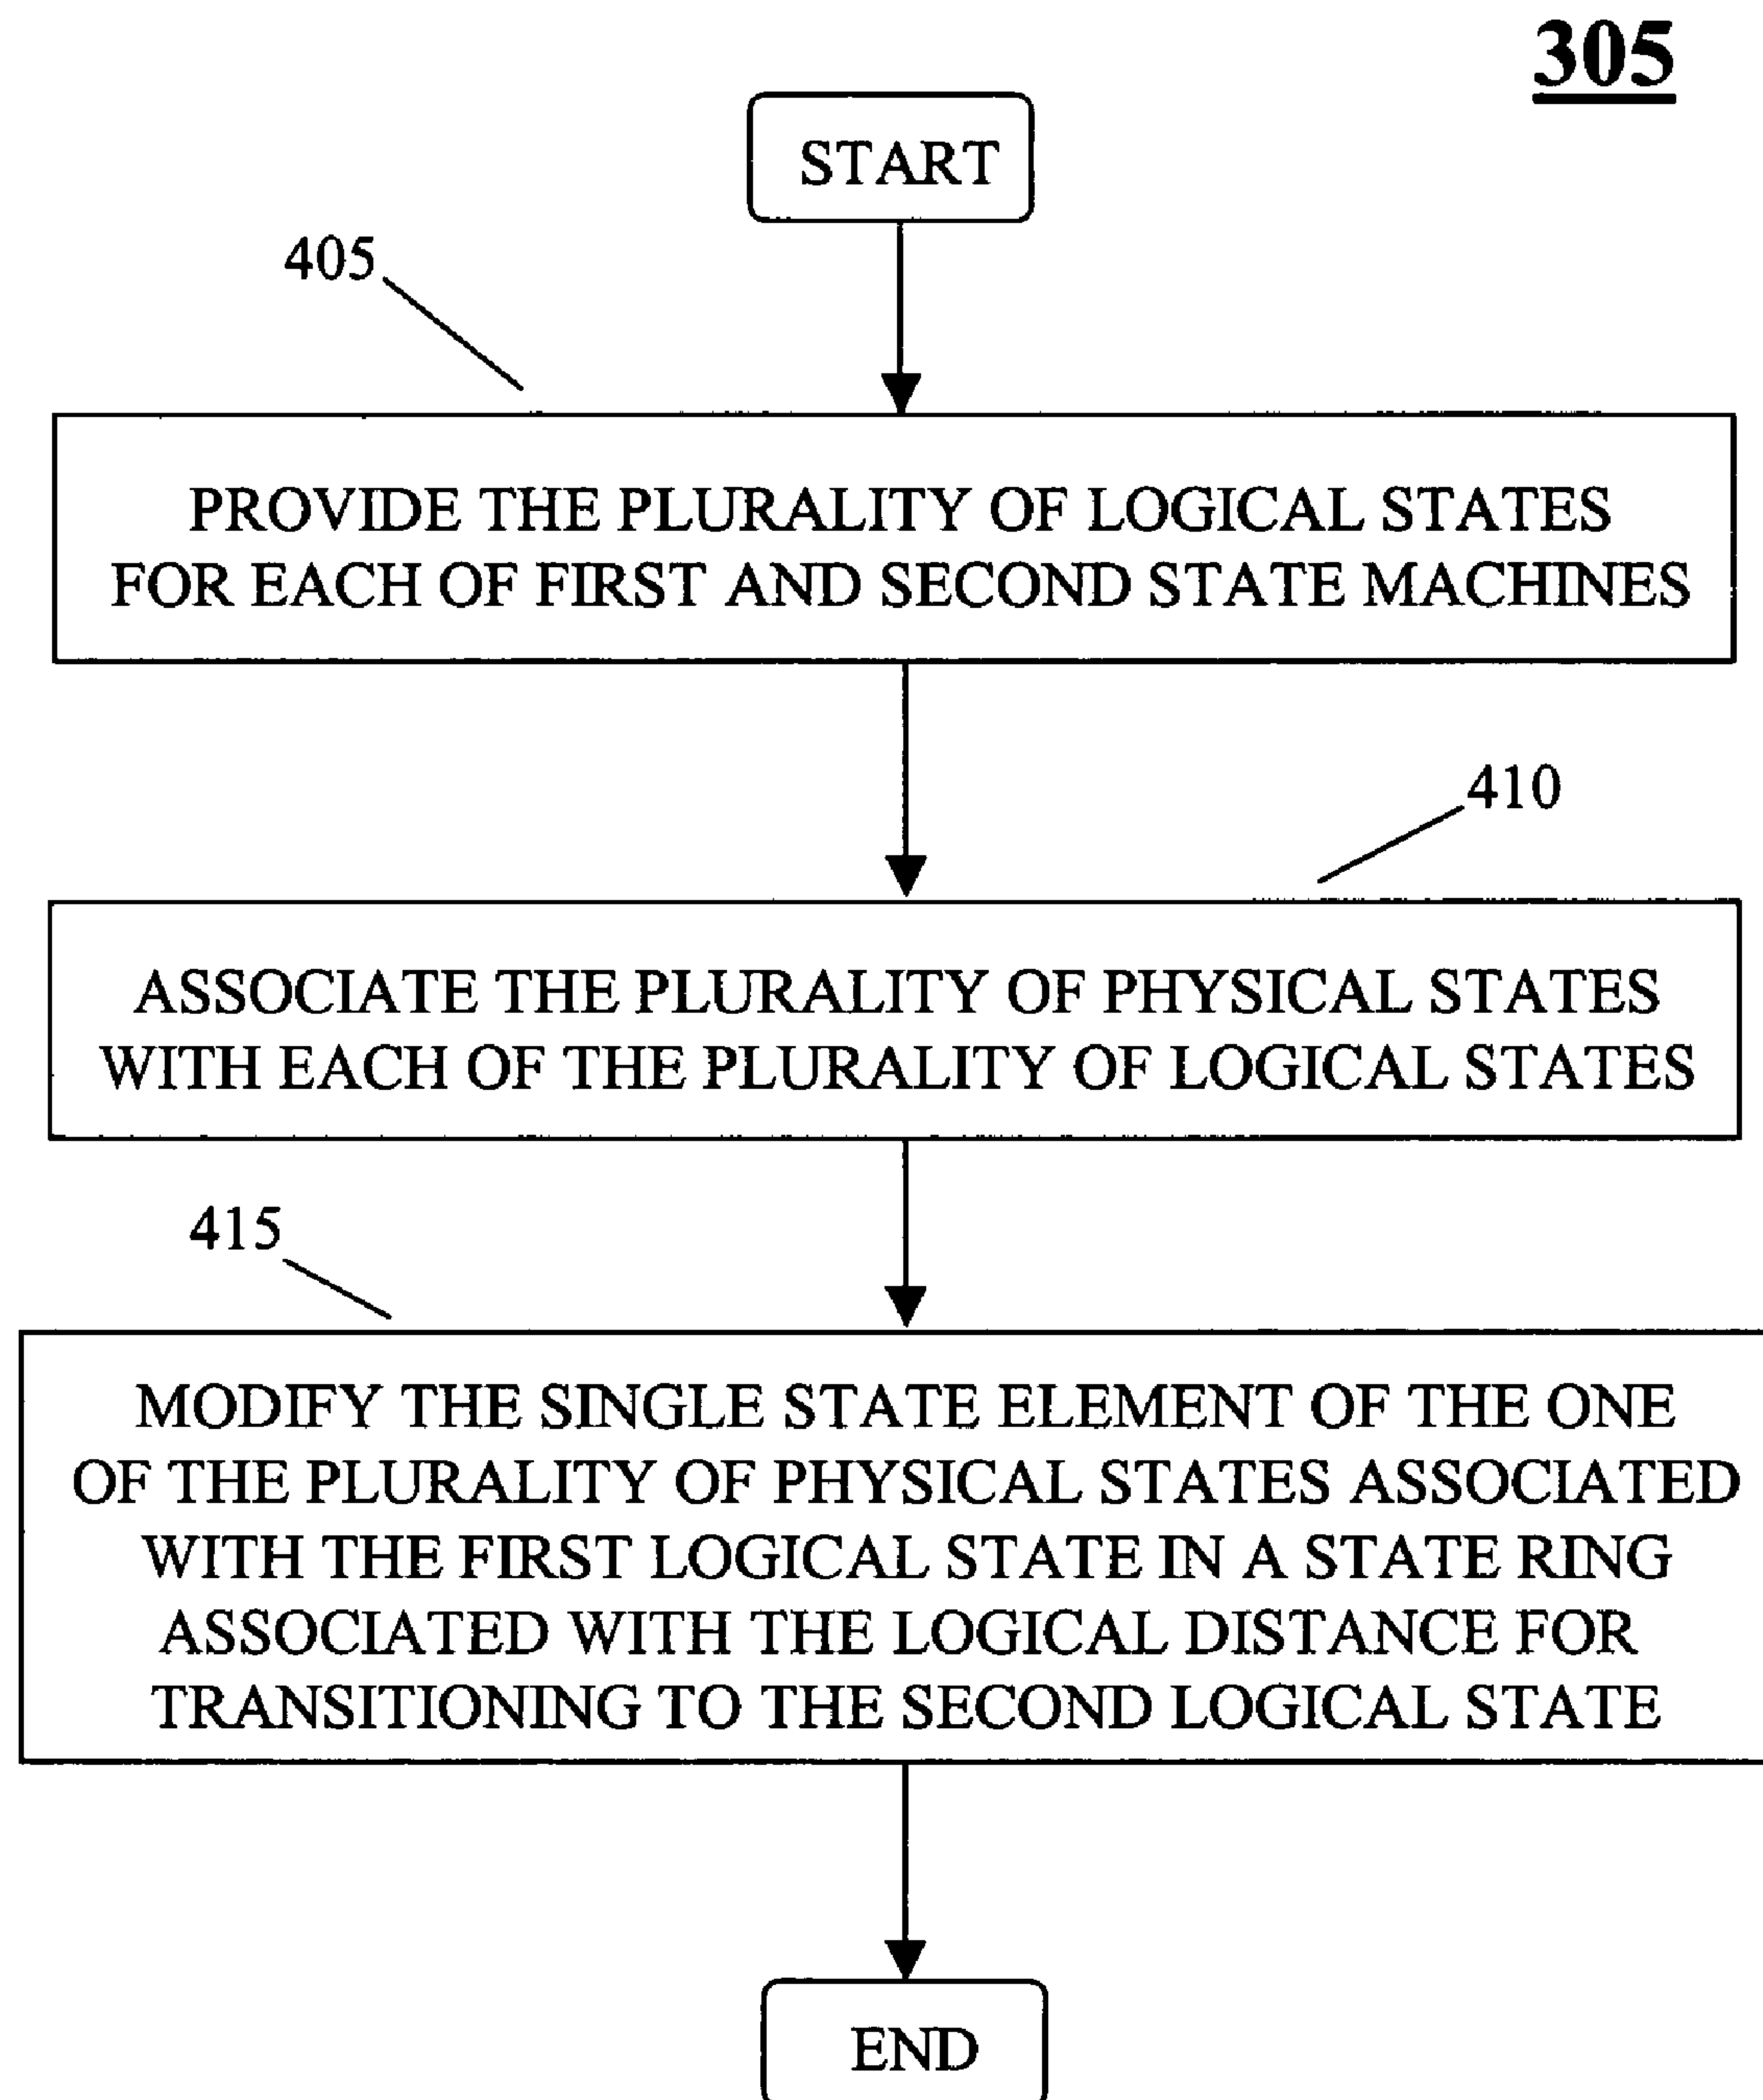 305
START
405
PROVIDE THE PLURALITY OF LOGICAL STATES
FOR EACH OF FIRST AND SECOND STATE MACHINES
410
ASSOCIATE THE PLURALITY OF PHYSICAL STATES
WITH EACH OF THE PLURALITY OF LOGICAL STATES
415
MODIFY THE SINGLE STATE ELEMENT OF THE ONE
OF THE PLURALITY OF PHYSICAL STATES ASSOCIATED
WITH THE FIRST LOGICAL STATE IN A STATE RING
ASSOCIATED WITH THE LOGICAL DISTANCE FOR
TRANSITIONING TO THE SECOND LOGICAL STATE
END